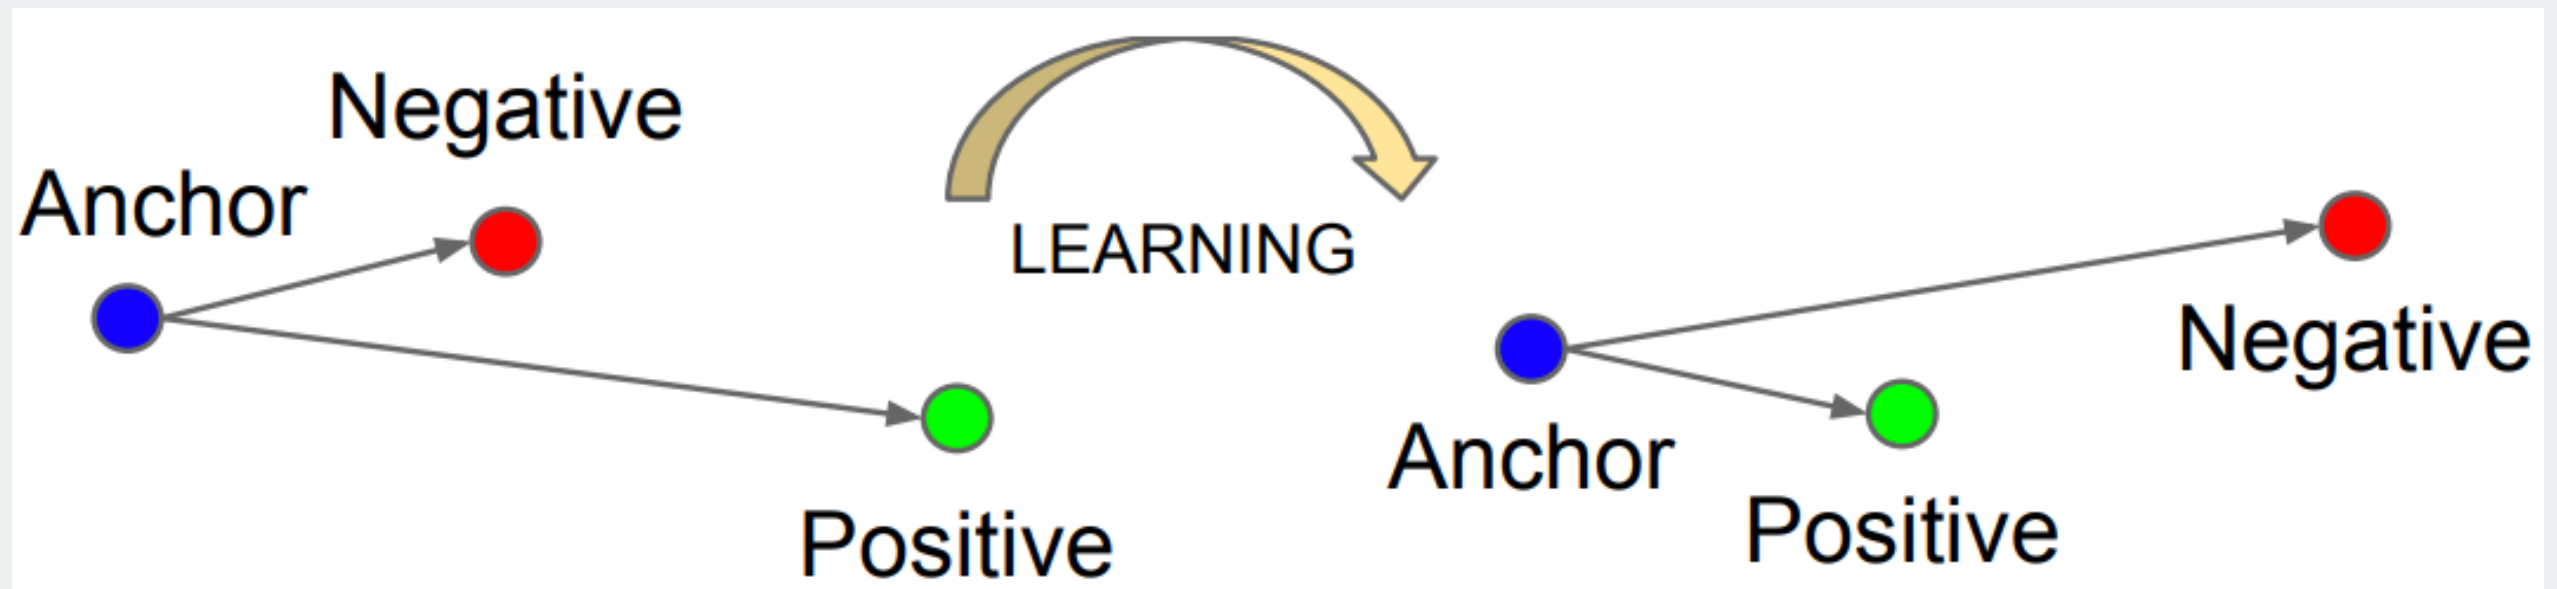 Negative
Anchor
Positive
LEARNING
Negative
Anchor
Positive